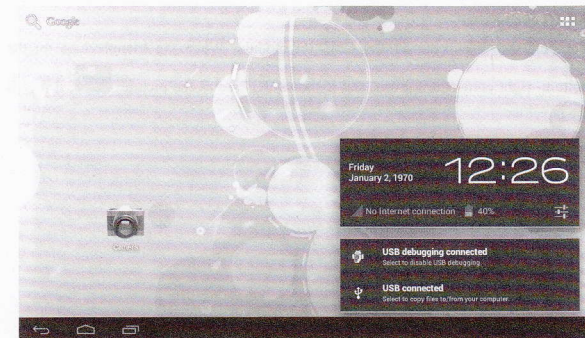 Google
Friday
January 2, 1970
12:26
No internet connection 40%
Camera
USB debugging connected
Select to disable USB debugging.
USB connected
Select to copy files to/from your computer.